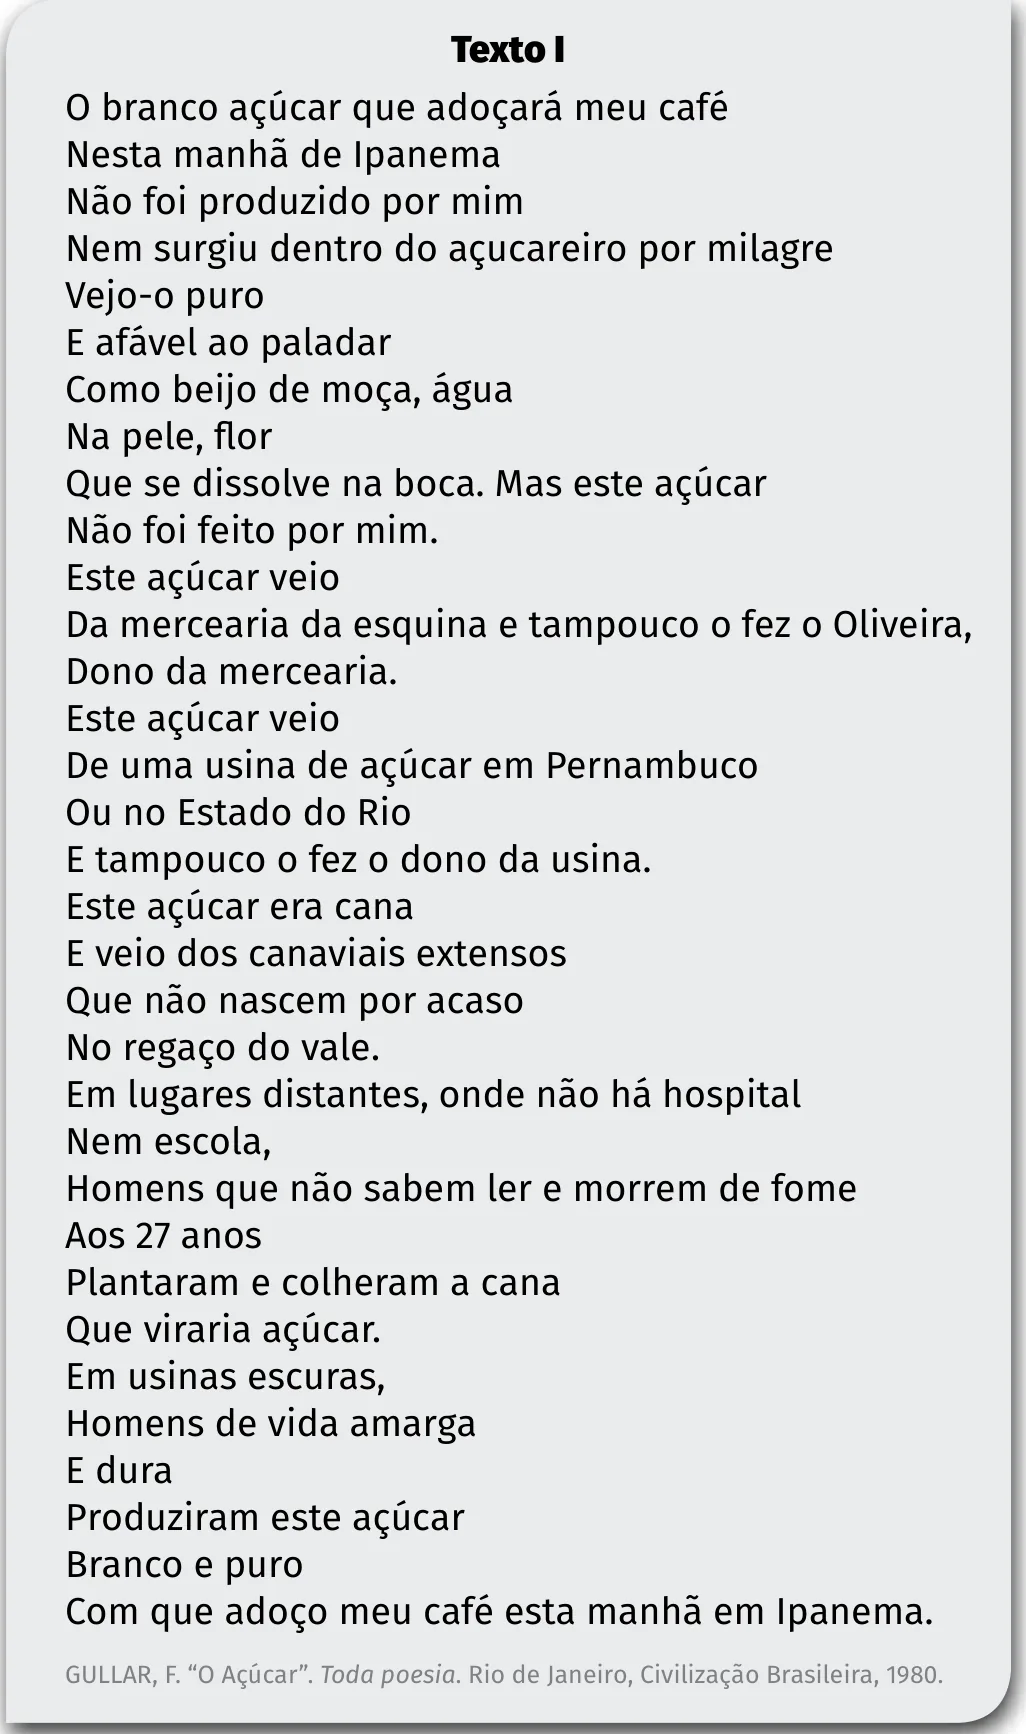 Texto I
O branco açúcar que adoçará meu café
Nesta manhã de Ipanema
Não foi produzido por mim
Nem surgiu dentro do açucareiro por milagre
Vejo-o puro
E afável ao paladar
Como beijo de moça, água
Na pele, flor
Que se dissolve na boca. Mas este açúcar
Não foi feito por mim.
Este açúcar veio
Da mercearia da esquina e tampouco o fez o Oliveira,
Dono da mercearia.
Este açúcar veio
De uma usina de açúcar em Pernambuco
Ou no Estado do Rio
E tampouco o fez o dono da usina.
Este açúcar era cana
E veio dos canaviais extensos
Que não nascem por acaso
No regaço do vale.
Em lugares distantes, onde não há hospital
Nem escola,
Homens que não sabem ler e morrem de fome
Aos 27 anos
Plantaram e colheram a cana
Que viraria açúcar.
Em usinas escuras,
Homens de vida amarga
E dura
Produziram este açúcar
Branco e puro
Com que adoço meu café esta manhã em Ipanema.
GULLAR, F. “O Açúcar”. Toda poesia. Rio de Janeiro, Civilização Brasileira, 1980.